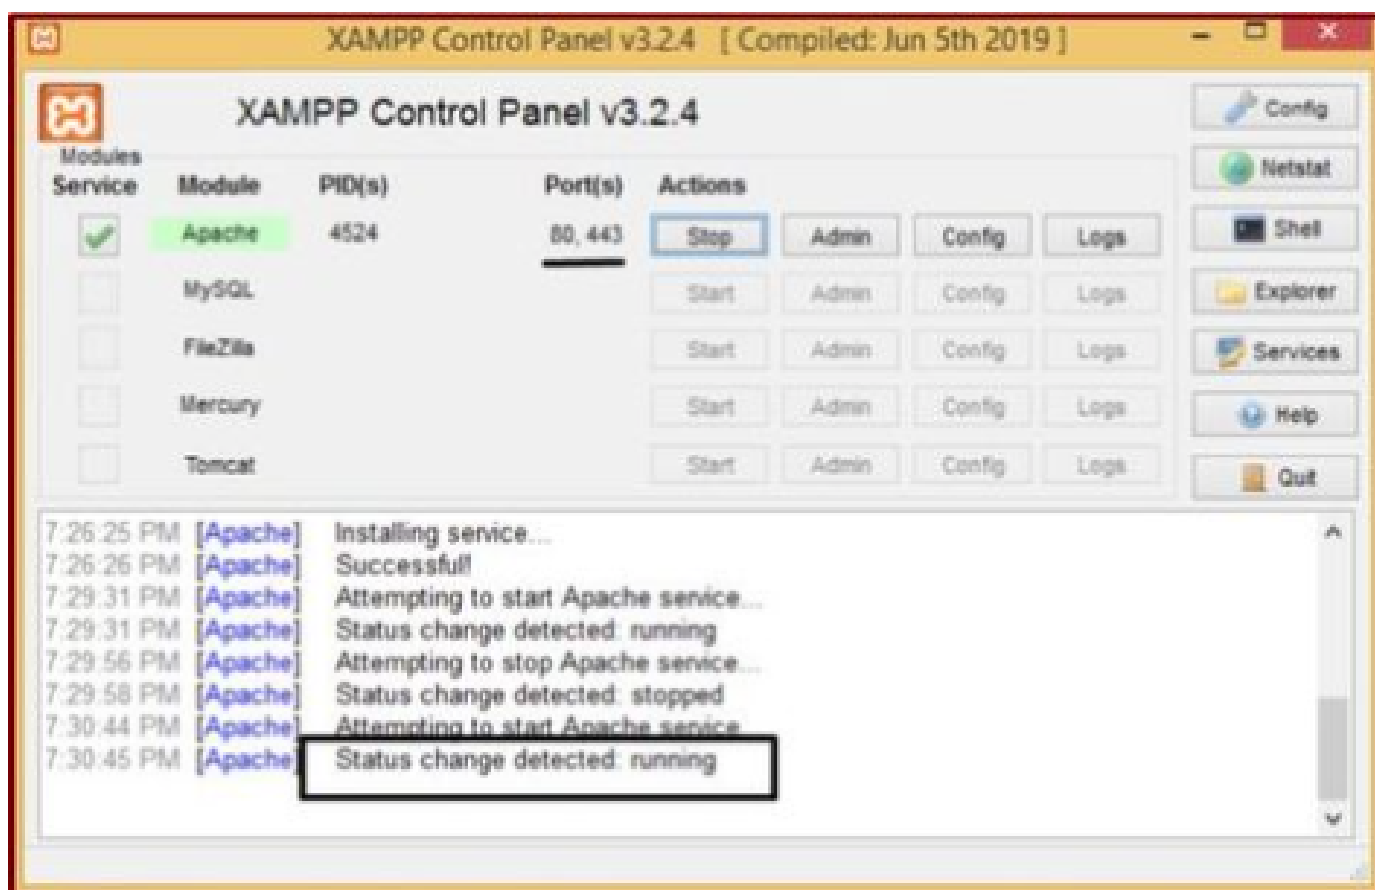 XAMPP Control Panel v3.2.4 [ Compiled: Jun 5th 2019 ]
XAMPP Control Panel v3.2.4
Config
Modules
Service Module PID(s) Port(s) Actions
Netstat
Apache 4524 80, 443 Stop Admin Config Logs
Shell
MySQL Start Admin Config Logs
Explorer
FileZilla Start Admin Config Logs
Services
Mercury Start Admin Config Logs
Help
Tomcat Start Admin Config Logs
Quit
7:26:25 PM [Apache] Installing service...
7:26:26 PM [Apache] Successful!
7:29:31 PM [Apache] Attempting to start Apache service...
7:29:31 PM [Apache] Status change detected: running
7:29:56 PM [Apache] Attempting to stop Apache service...
7:29:58 PM [Apache] Status change detected: stopped
7:30:44 PM [Apache] Attempting to start Apache service
7:30:45 PM [Apache] Status change detected: running